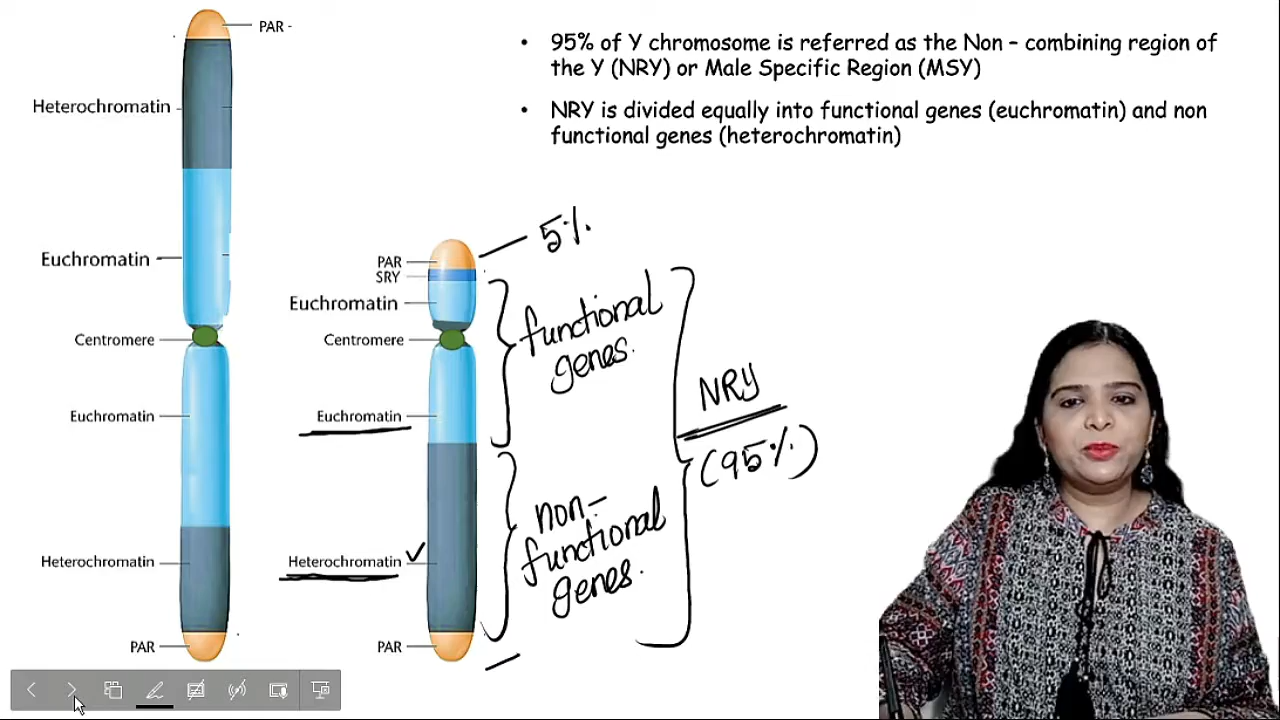 • 95% of Y chromosome is referred as the Non – combining region of
the Y (NRY) or Male Specific Region (MSY)
• NRY is divided equally into functional genes (euchromatin) and non
functional genes (heterochromatin)
PAR -
Heterochromatin
Euchromatin
Centromere
Euchromatin
Heterochromatin
PAR
5%
PAR
SRY
Euchromatin
Centromere
Euchromatin
Heterochromatin
PAR
functional
genes.
non-
functional
genes.
NRY
(95%)